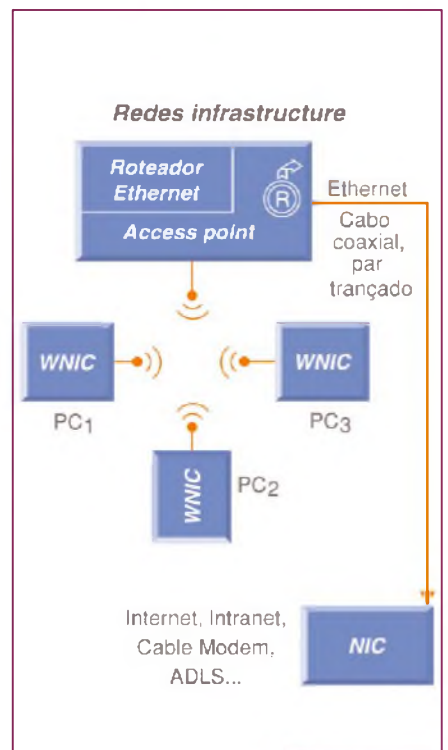 Redes infrastructure
Roteador
Ethernet
R
Access point
Ethernet
Cabo
coaxial,
par
trançado
WNIC
PC1
WNIC
PC3
WNIC
PC2
Internet, Intranet,
Cable Modem,
ADLS...
NIC